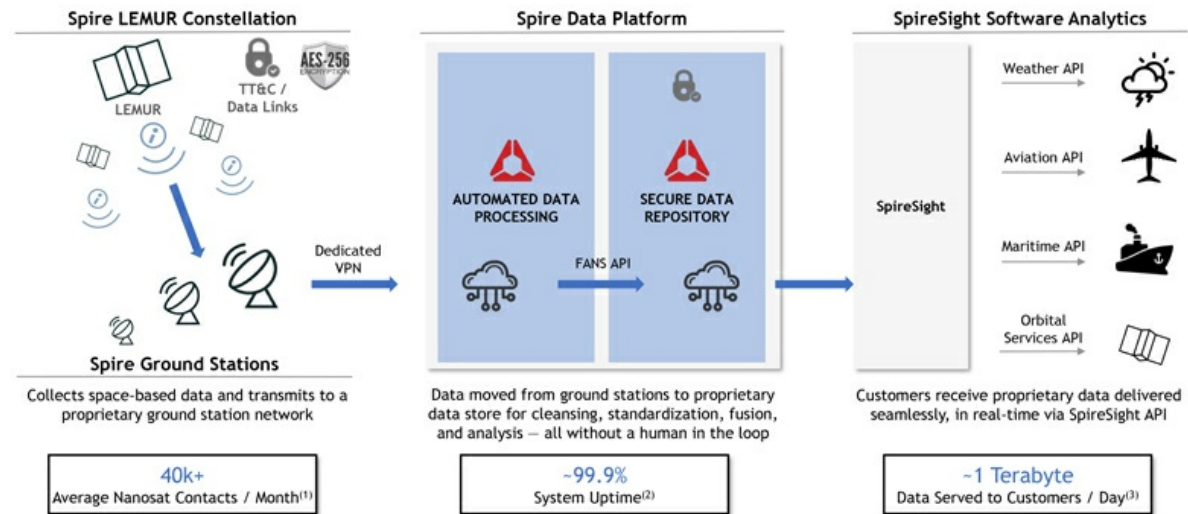 Spire LEMUR Constellation
LEMUR
TT&C /
Data Links
AES-256
ENCRYPTION
Dedicated
VPN
Spire Ground Stations
Collects space-based data and transmits to a
proprietary ground station network
40k+
Average Nanosat Contacts / Month(1)
Spire Data Platform
AUTOMATED DATA
PROCESSING
FANS API
SECURE DATA
REPOSITORY
Data moved from ground stations to proprietary
data store for cleansing, standardization, fusion,
and analysis — all without a human in the loop
~99.9%
System Uptime(2)
SpireSight Software Analytics
SpireSight
Weather API
Aviation API
Maritime API
Orbital
Services API
Customers receive proprietary data delivered
seamlessly, in real-time via SpireSight API
~1 Terabyte
Data Served to Customers / Day(3)